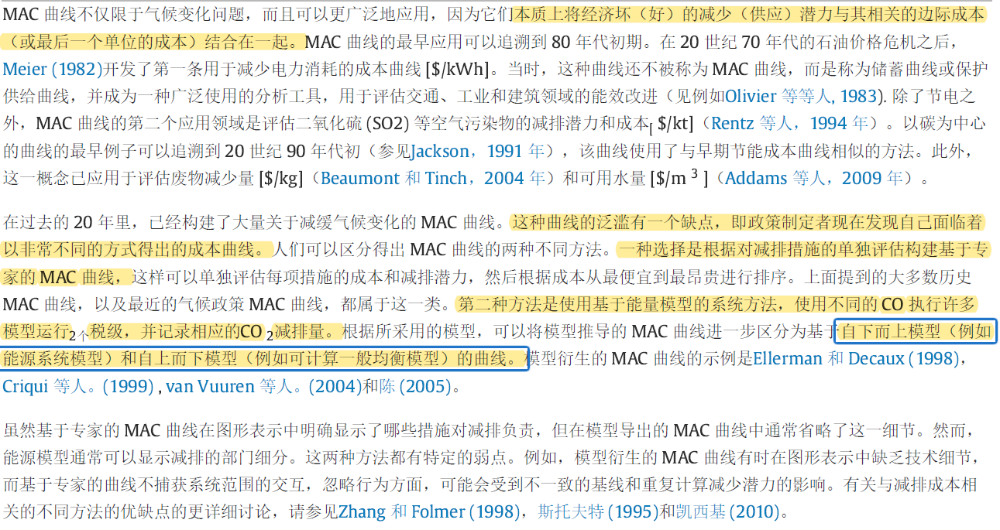 MAC 曲线不仅限于气候变化问题，而且可以更广泛地应用，因为它们本质上将经济坏（好）的减少（供应）潜力与其相关的边际成本
（或最后一个单位的成本）结合在一起。MAC 曲线的最早应用可以追溯到 80 年代初期。在 20 世纪 70 年代的石油价格危机之后，
Meier (1982)开发了第一条用于减少电力消耗的成本曲线 [$/kWh]。当时，这种曲线还不被称为 MAC 曲线，而是称为储蓄曲线或保护
供给曲线，并成为一种广泛使用的分析工具，用于评估交通、工业和建筑领域的能效改进（见例如Olivier 等等人, 1983). 除了节电之
外，MAC 曲线的第二个应用领域是评估二氧化硫 (SO2) 等空气污染物的减排潜力和成本[ $/kt]（Rentz 等人，1994 年）。以碳为中心
的曲线的最早例子可以追溯到 20 世纪 90 年代初（参见Jackson，1991 年），该曲线使用了与早期节能成本曲线相似的方法。此外，
这一概念已应用于评估废物减少量 [$/kg]（Beaumont 和 Tinch，2004 年）和可用水量 [$/m 3 ]（Addams 等人，2009 年）。
在过去的 20 年里，已经构建了大量关于减缓气候变化的 MAC 曲线。这种曲线的泛滥有一个缺点，即政策制定者现在发现自己面临着
以非常不同的方式得出的成本曲线。人们可以区分得出 MAC 曲线的两种不同方法。一种选择是根据对减排措施的单独评估构建基于专
家的 MAC 曲线，这样可以单独评估每项措施的成本和减排潜力，然后根据成本从最便宜到最昂贵进行排序。上面提到的大多数历史
MAC 曲线，以及最近的气候政策 MAC 曲线，都属于这一类。第二种方法是使用基于能量模型的系统方法，使用不同的 CO 执行许多
模型运行2个税级，并记录相应的CO 2减排量。根据所采用的模型，可以将模型推导的 MAC 曲线进一步区分为基于自下而上模型（例如
能源系统模型）和自上而下模型（例如可计算一般均衡模型）的曲线。模型衍生的 MAC 曲线的示例是Ellerman 和 Decaux (1998)，
Criqui 等人。(1999) , van Vuuren 等人。(2004)和陈 (2005)。
虽然基于专家的 MAC 曲线在图形表示中明确显示了哪些措施对减排负责，但在模型导出的 MAC 曲线中通常省略了这一细节。然而，
能源模型通常可以显示减排的部门细分。这两种方法都有特定的弱点。例如，模型衍生的 MAC 曲线有时在图形表示中缺乏技术细节，
而基于专家的曲线不捕获系统范围的交互，忽略行为方面，可能会受到不一致的基线和重复计算减少潜力的影响。有关与减排成本相
关的不同方法的优缺点的更详细讨论，请参见Zhang 和 Folmer (1998)，斯托夫特 (1995)和凯西基 (2010)。